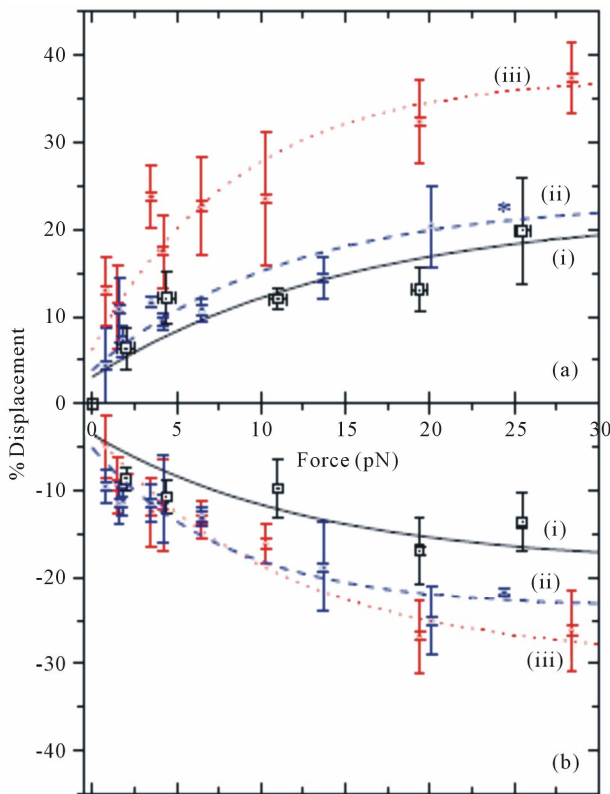 40
(iii)
30
(ii)
*
20
(i)
10
(a)
% Displacement
0
0 5 10 15 20 25 30
Force (pN)
-10
(i)
-20
(ii)
(iii)
-30
-40
(b)